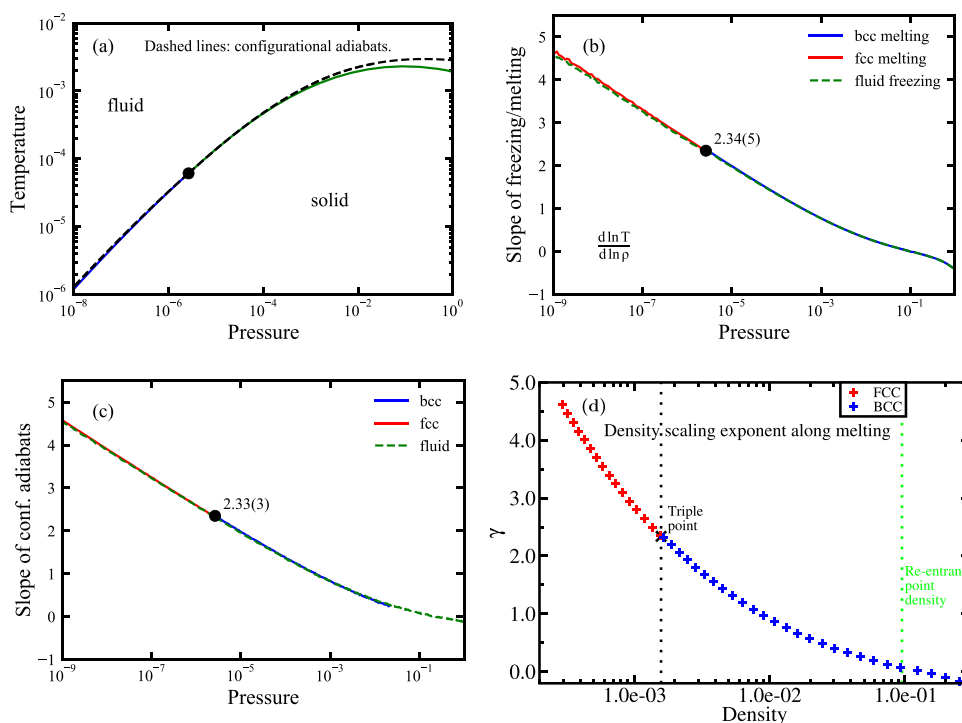 (a)
Dashed lines: configurational adiabats.
fluid
solid
Temperature
10⁻²
10⁻³
10⁻⁴
10⁻⁵
10⁻⁶
10⁻⁸
10⁻⁶
10⁻⁴
10⁻²
10⁰
Pressure
(b)
bcc melting
fcc melting
fluid freezing
2.34(5)
d ln T
d ln ρ
Slope of freezing/melting
5
4
3
2
1
0
−1
10⁻⁹
10⁻⁷
10⁻⁵
10⁻³
10⁻¹
Pressure
(c)
bcc
fcc
fluid
2.33(3)
Slope of conf. adiabats
5
4
3
2
1
0
−1
10⁻⁹
10⁻⁷
10⁻⁵
10⁻³
10⁻¹
Pressure
(d)
FCC
BCC
Density scaling exponent along melting
Triple
point
Re-entran
point
density
γ
5.0
4.0
3.0
2.0
1.0
0.0
1.0e-03
1.0e-02
1.0e-01
Density